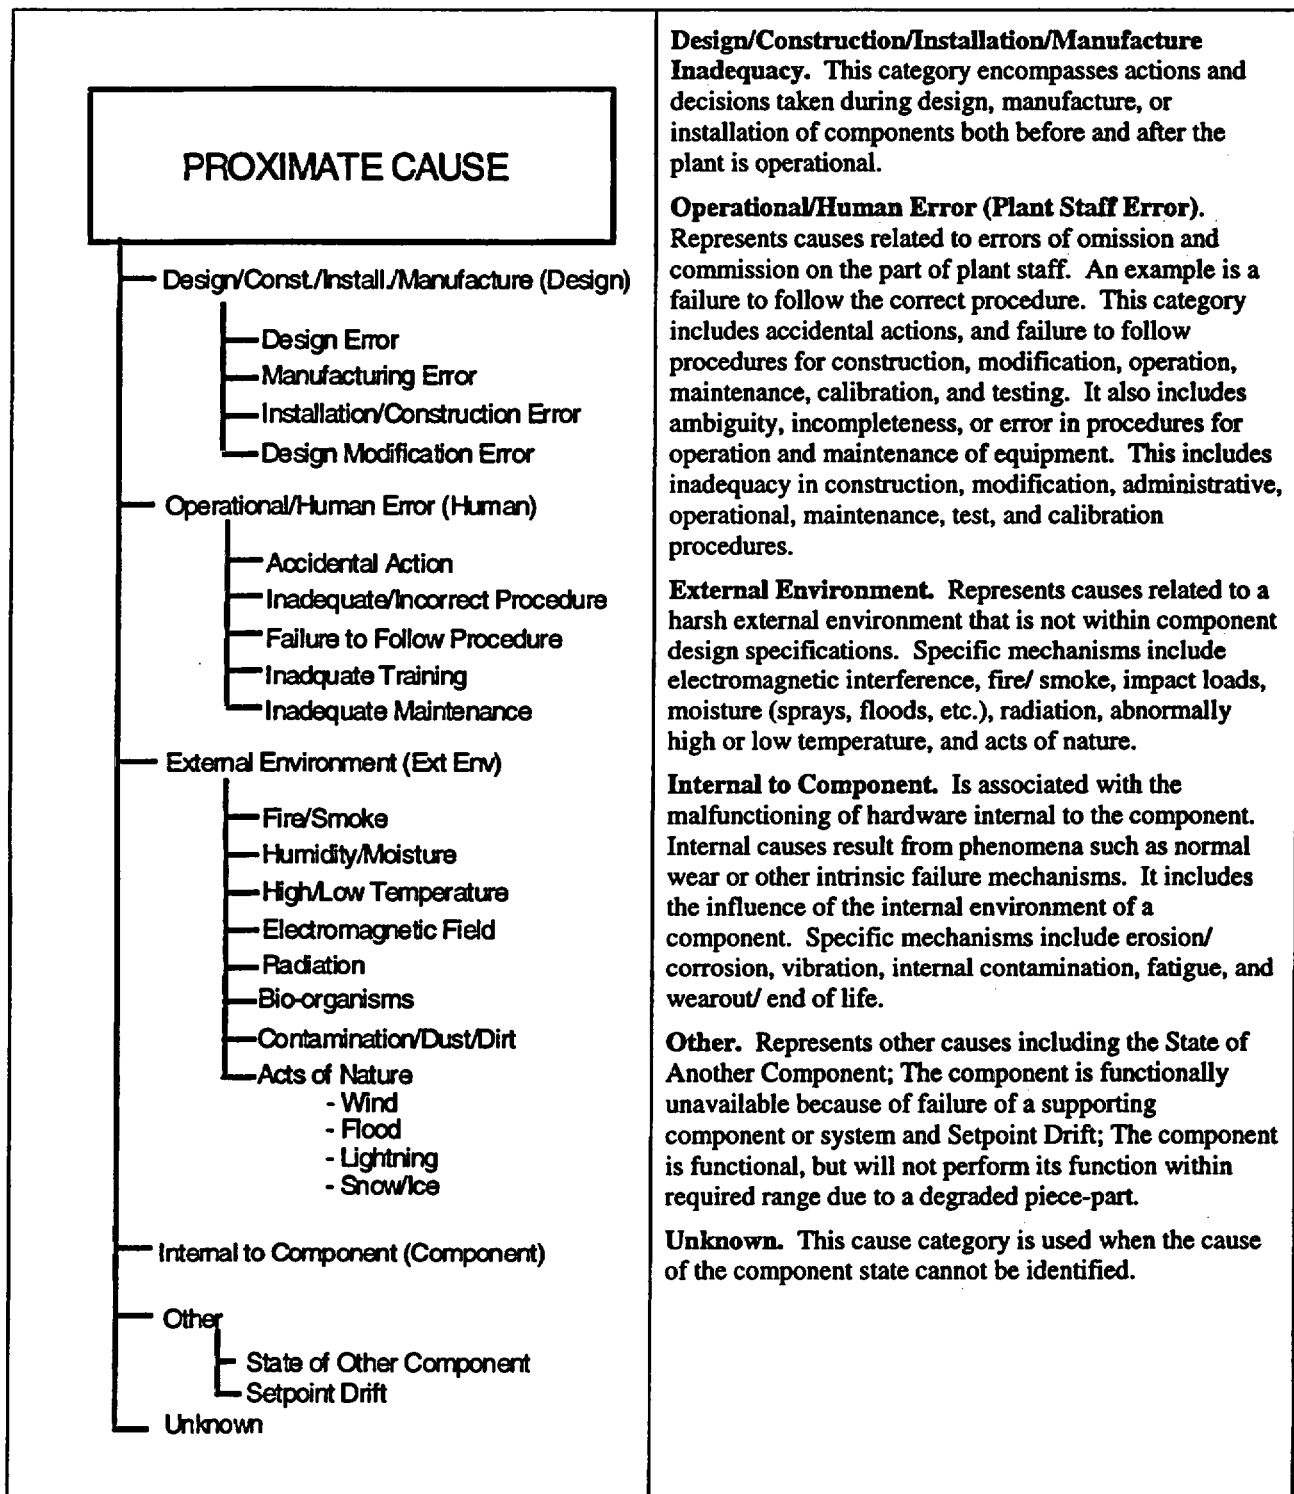 PROXIMATE CAUSE
Design/Const./Install./Manufacture (Design)
Design Error
Manufacturing Error
Installation/Construction Error
Design Modification Error
Operational/Human Error (Human)
Accidental Action
Inadequate/Incorrect Procedure
Failure to Follow Procedure
Inadquate Training
Inadequate Maintenance
External Environment (Ext Env)
Fire/Smoke
Humidity/Moisture
High/Low Temperature
Electromagnetic Field
Radiation
Bio-organisms
Contamination/Dust/Dirt
Acts of Nature
- Wind
- Flood
- Lightning
- Snow/Ice
Internal to Component (Component)
Other
State of Other Component
Setpoint Drift
Unknown
Design/Construction/Installation/Manufacture
Inadequacy. This category encompasses actions and
decisions taken during design, manufacture, or
installation of components both before and after the
plant is operational.
Operational/Human Error (Plant Staff Error).
Represents causes related to errors of omission and
commission on the part of plant staff. An example is a
failure to follow the correct procedure. This category
includes accidental actions, and failure to follow
procedures for construction, modification, operation,
maintenance, calibration, and testing. It also includes
ambiguity, incompleteness, or error in procedures for
operation and maintenance of equipment. This includes
inadequacy in construction, modification, administrative,
operational, maintenance, test, and calibration
procedures.
External Environment. Represents causes related to a
harsh external environment that is not within component
design specifications. Specific mechanisms include
electromagnetic interference, fire/ smoke, impact loads,
moisture (sprays, floods, etc.), radiation, abnormally
high or low temperature, and acts of nature.
Internal to Component. Is associated with the
malfunctioning of hardware internal to the component.
Internal causes result from phenomena such as normal
wear or other intrinsic failure mechanisms. It includes
the influence of the internal environment of a
component. Specific mechanisms include erosion/
corrosion, vibration, internal contamination, fatigue, and
wearout/ end of life.
Other. Represents other causes including the State of
Another Component; The component is functionally
unavailable because of failure of a supporting
component or system and Setpoint Drift; The component
is functional, but will not perform its function within
required range due to a degraded piece-part.
Unknown. This cause category is used when the cause
of the component state cannot be identified.